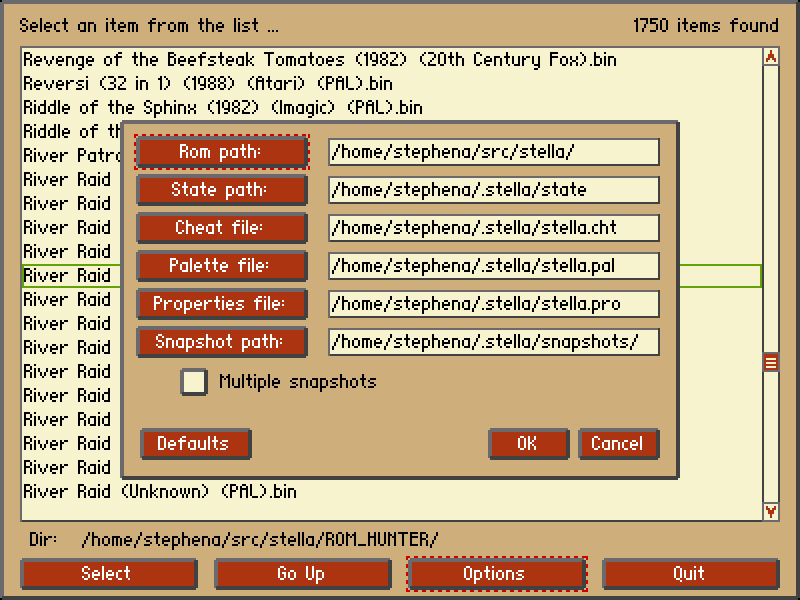 Select an item from the list ... 1750 items found
Revenge of the Beefsteak Tomatoes (1982) (20th Century Fox).bin
Reversi (32 in 1) (1988) (Atari) (PAL).bin
Riddle of the Sphinx (1982) (Imagic) (PAL).bin
Riddle of th
River Patro
River Raid
River Raid
River Raid
River Raid
River Raid
River Raid
River Raid
River Raid
River Raid
River Raid
River Raid
River Raid
River Raid
River Raid (Unknown) (PAL).bin
Rom path: /home/stephena/src/stella/
State path: /home/stephena/.stella/state
Cheat file: /home/stephena/.stella/stella.cht
Palette file: /home/stephena/.stella/stella.pal
Properties file: /home/stephena/.stella/stella.pro
Snapshot path: /home/stephena/.stella/snapshots/
Multiple snapshots
Defaults OK Cancel
Dir: /home/stephena/src/stella/ROM_HUNTER/
Select Go Up Options Quit